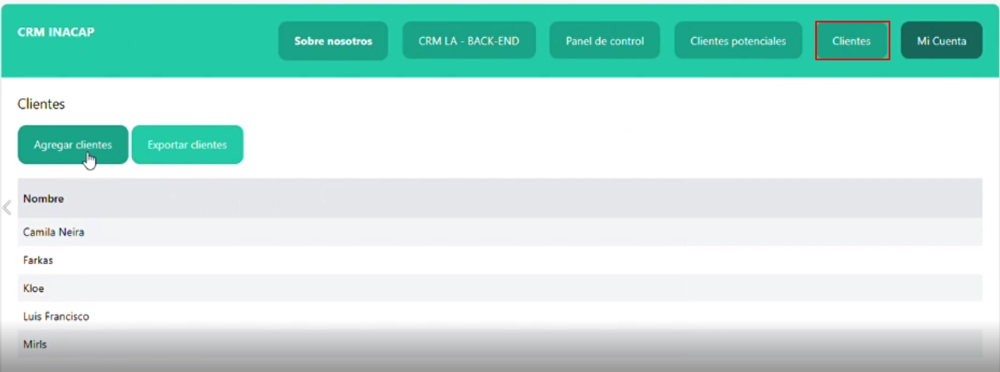 CRM INACAP
Sobre nosotros
CRM LA - BACK-END
Panel de control
Clientes potenciales
Clientes
Mi Cuenta
Clientes
Agregar clientes
Exportar clientes
Nombre
Camila Neira
Farkas
Kloe
Luis Francisco
Mirls